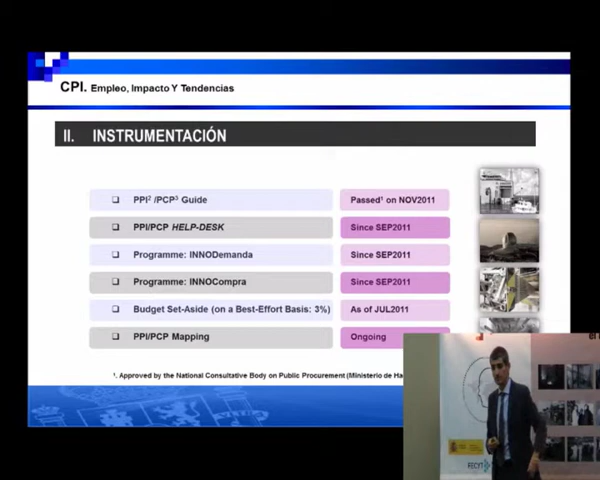 CPI. Empleo, Impacto Y Tendencias
II. INSTRUMENTACIÓN
❑ PPI² /PCP³ Guide Passed¹ on NOV2011
❑ PPI/PCP HELP-DESK Since SEP2011
❑ Programme: INNODemanda Since SEP2011
❑ Programme: INNOCompra Since SEP2011
❑ Budget Set-Aside (on a Best-Effort Basis: 3%) As of JUL2011
❑ PPI/PCP Mapping Ongoing
¹. Approved by the National Consultative Body on Public Procurement (Ministerio de Ha
FECYT